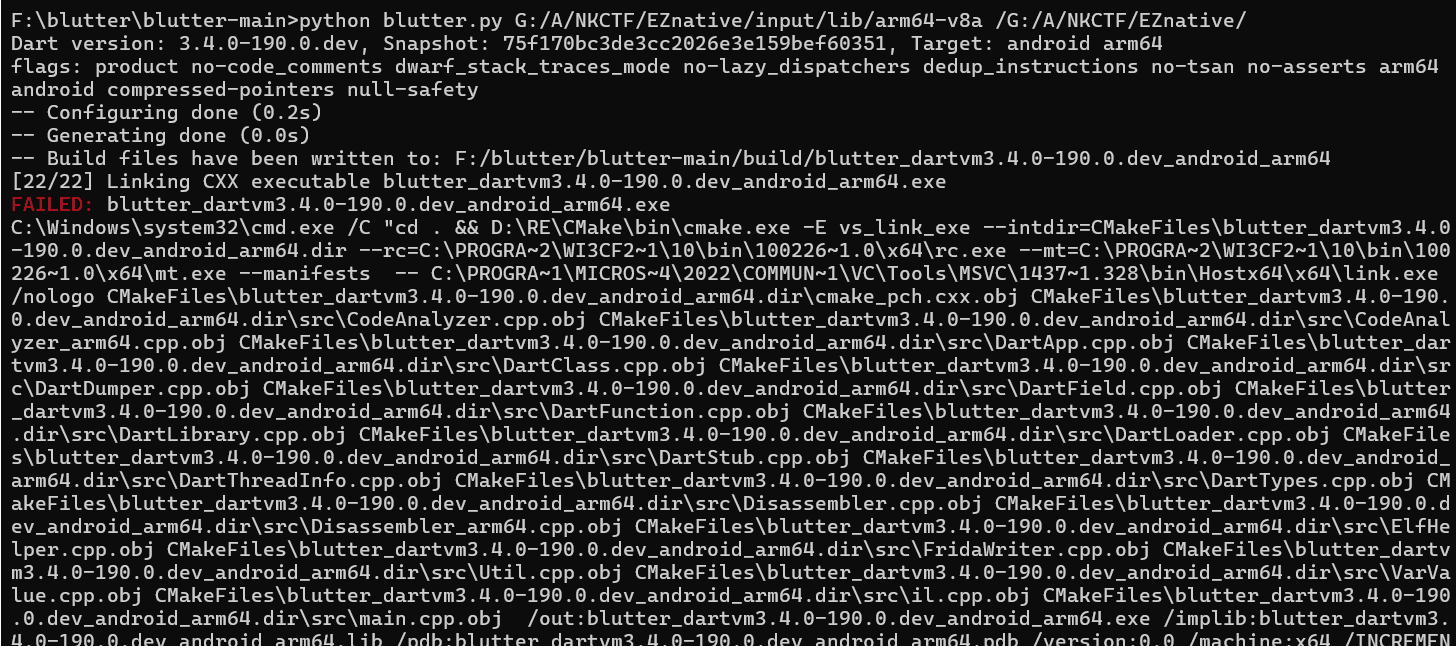 F:\blutter\blutter-main>python blutter.py G:/A/NKCTF/EZnative/input/lib/arm64-v8a /G:/A/NKCTF/EZnative/
Dart version: 3.4.0-190.0.dev, Snapshot: 75f170bc3de3cc2026e3e159bef60351, Target: android arm64
flags: product no-code_comments dwarf_stack_traces_mode no-lazy_dispatchers dedup_instructions no-tsan no-asserts arm64
android compressed-pointers null-safety
-- Configuring done (0.2s)
-- Generating done (0.0s)
-- Build files have been written to: F:/blutter/blutter-main/build/blutter_dartvm3.4.0-190.0.dev_android_arm64
[22/22] Linking CXX executable blutter_dartvm3.4.0-190.0.dev_android_arm64.exe
FAILED: blutter_dartvm3.4.0-190.0.dev_android_arm64.exe
C:\Windows\system32\cmd.exe /C "cd . && D:\RE\CMake\bin\cmake.exe -E vs_link_exe --intdir=CMakeFiles\blutter_dartvm3.4.0
-190.0.dev_android_arm64.dir --rc=C:\PROGRA~2\WI3CF2~1\10\bin\100226~1.0\x64\rc.exe --mt=C:\PROGRA~2\WI3CF2~1\10\bin\100
226~1.0\x64\mt.exe --manifests  -- C:\PROGRA~1\MICROS~4\2022\COMMUN~1\VC\Tools\MSVC\1437~1.328\bin\Hostx64\x64\link.exe
/nologo CMakeFiles\blutter_dartvm3.4.0-190.0.dev_android_arm64.dir\cmake_pch.cxx.obj CMakeFiles\blutter_dartvm3.4.0-190.
0.dev_android_arm64.dir\src\CodeAnalyzer.cpp.obj CMakeFiles\blutter_dartvm3.4.0-190.0.dev_android_arm64.dir\src\CodeAnal
yzer_arm64.cpp.obj CMakeFiles\blutter_dartvm3.4.0-190.0.dev_android_arm64.dir\src\DartApp.cpp.obj CMakeFiles\blutter_dar
tvm3.4.0-190.0.dev_android_arm64.dir\src\DartClass.cpp.obj CMakeFiles\blutter_dartvm3.4.0-190.0.dev_android_arm64.dir\sr
c\DartDumper.cpp.obj CMakeFiles\blutter_dartvm3.4.0-190.0.dev_android_arm64.dir\src\DartField.cpp.obj CMakeFiles\blutter
_dartvm3.4.0-190.0.dev_android_arm64.dir\src\DartFunction.cpp.obj CMakeFiles\blutter_dartvm3.4.0-190.0.dev_android_arm64
.dir\src\DartLibrary.cpp.obj CMakeFiles\blutter_dartvm3.4.0-190.0.dev_android_arm64.dir\src\DartLoader.cpp.obj CMakeFile
s\blutter_dartvm3.4.0-190.0.dev_android_arm64.dir\src\DartStub.cpp.obj CMakeFiles\blutter_dartvm3.4.0-190.0.dev_android_
arm64.dir\src\DartThreadInfo.cpp.obj CMakeFiles\blutter_dartvm3.4.0-190.0.dev_android_arm64.dir\src\DartTypes.cpp.obj CM
akeFiles\blutter_dartvm3.4.0-190.0.dev_android_arm64.dir\src\Disassembler.cpp.obj CMakeFiles\blutter_dartvm3.4.0-190.0.d
ev_android_arm64.dir\src\Disassembler_arm64.cpp.obj CMakeFiles\blutter_dartvm3.4.0-190.0.dev_android_arm64.dir\src\ElfHe
lper.cpp.obj CMakeFiles\blutter_dartvm3.4.0-190.0.dev_android_arm64.dir\src\FridaWriter.cpp.obj CMakeFiles\blutter_dartv
m3.4.0-190.0.dev_android_arm64.dir\src\Util.cpp.obj CMakeFiles\blutter_dartvm3.4.0-190.0.dev_android_arm64.dir\src\VarVa
lue.cpp.obj CMakeFiles\blutter_dartvm3.4.0-190.0.dev_android_arm64.dir\src\il.cpp.obj CMakeFiles\blutter_dartvm3.4.0-190
.0.dev_android_arm64.dir\src\main.cpp.obj  /out:blutter_dartvm3.4.0-190.0.dev_android_arm64.exe /implib:blutter_dartvm3.
4.0-190.0.dev_android_arm64.lib /pdb:blutter_dartvm3.4.0-190.0.dev_android_arm64.pdb /version:0.0 /machine:x64 /INCREMEN